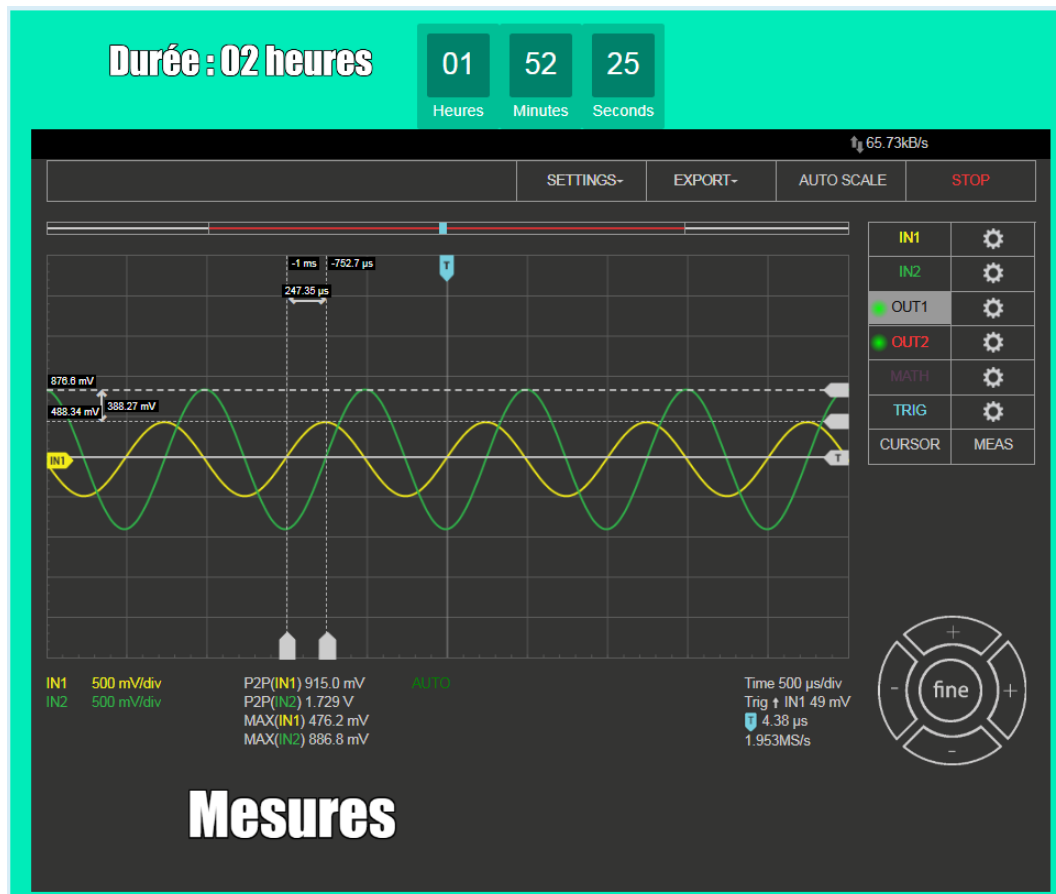 Durée : 02 heures
01 52 25
Heures Minutes Seconds
65.73kB/s
SETTINGS EXPORT AUTO SCALE STOP
IN1
IN2
OUT1
OUT2
MATH
TRIG
CURSOR MEAS
-1 ms -752.7 µs
T
247.35 µs
876.6 mV
488.34 mV 388.27 mV
IN1
T
IN1 500 mV/div
IN2 500 mV/div
P2P(IN1) 915.0 mV
P2P(IN2) 1.729 V
MAX(IN1) 476.2 mV
MAX(IN2) 886.8 mV
AUTO
Time 500 µs/div
Trig IN1 49 mV
T 4.38 µs
1.953MS/s
+
- fine +
-
Mesures